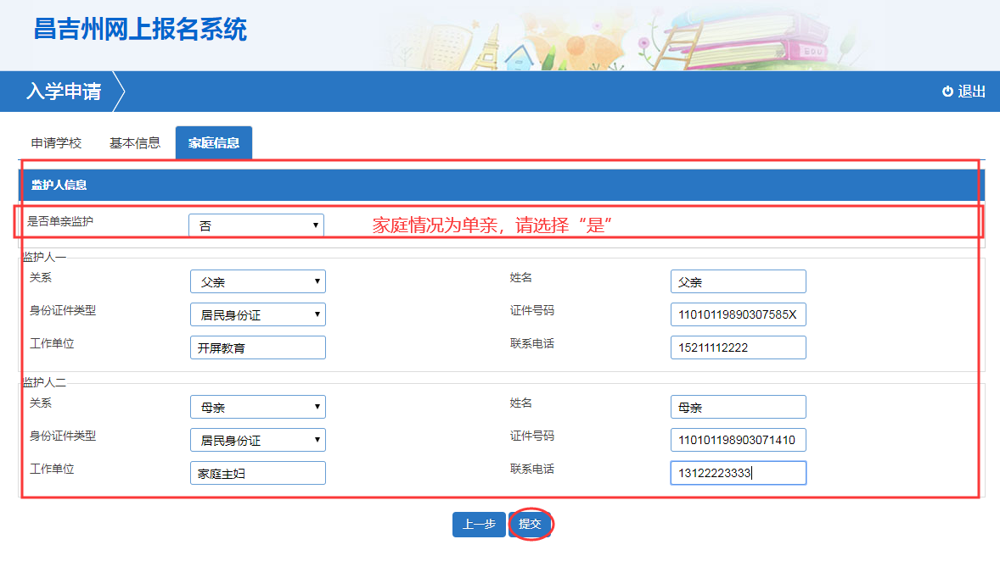 昌吉州网上报名系统
EDU
入学申请 退出
申请学校 基本信息 家庭信息
监护人信息
是否单亲监护 否 家庭情况为单亲，请选择“是”
监护人一
关系 父亲 姓名 父亲
身份证件类型 居民身份证 证件号码 11010119890307585X
工作单位 开屏教育 联系电话 15211112222
监护人二
关系 母亲 姓名 母亲
身份证件类型 居民身份证 证件号码 110101198903071410
工作单位 家庭主妇 联系电话 13122223333
上一步 提交